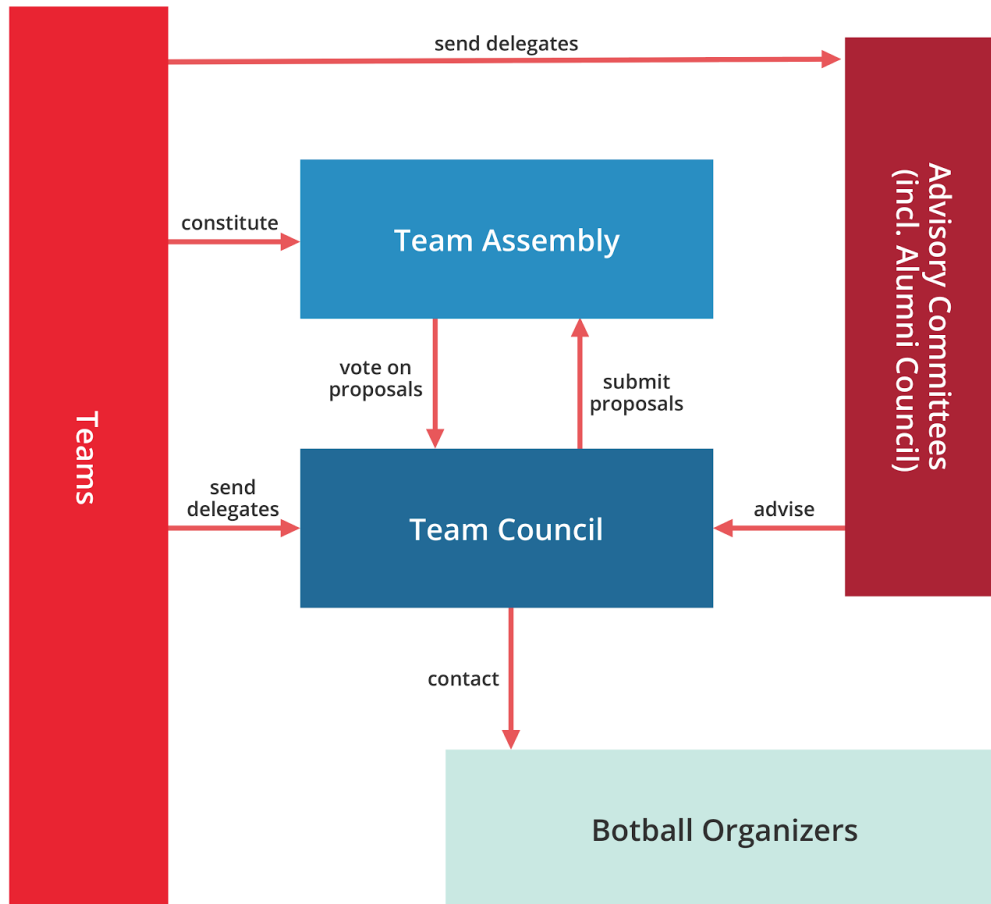 send delegates
Advisory Committees
(incl. Alumni Council)
constitute
Team Assembly
vote on
proposals
submit
proposals
Teams
send
delegates
Team Council
advise
contact
Botball Organizers